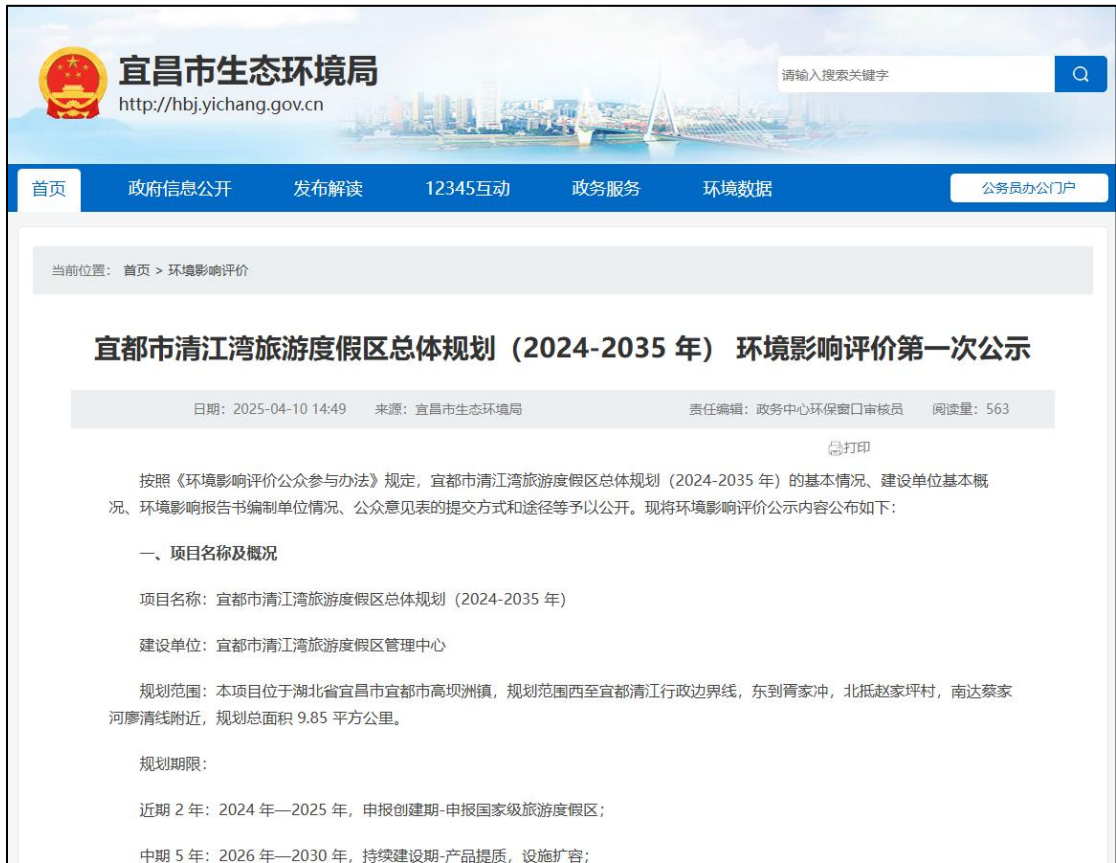 宜昌市生态环境局
http://hbj.yichang.gov.cn
请输入搜索关键字
首页 政府信息公开 发布解读 12345互动 政务服务 环境数据 公务员办公门户
当前位置： 首页 > 环境影响评价
宜都市清江湾旅游度假区总体规划（2024-2035 年） 环境影响评价第一次公示
日期：2025-04-10 14:49 来源：宜昌市生态环境局 责任编辑：政务中心环保窗口审核员 阅读量：563
打印
按照《环境影响评价公众参与办法》规定，宜都市清江湾旅游度假区总体规划（2024-2035 年）的基本情况、建设单位基本概
况、环境影响报告书编制单位情况、公众意见表的提交方式和途径等予以公开。现将环境影响评价公示内容公布如下：
一、项目名称及概况
项目名称：宜都市清江湾旅游度假区总体规划（2024-2035 年）
建设单位：宜都市清江湾旅游度假区管理中心
规划范围：本项目位于湖北省宜昌市宜都市高坝洲镇，规划范围西至宜都清江行政边界线，东到胥家冲，北抵赵家坪村，南达蔡家
河廖清线附近，规划总面积 9.85 平方公里。
规划期限：
近期 2 年：2024 年—2025 年，申报创建期-申报国家级旅游度假区；
中期 5 年：2026 年—2030 年，持续建设期-产品提质，设施扩容；